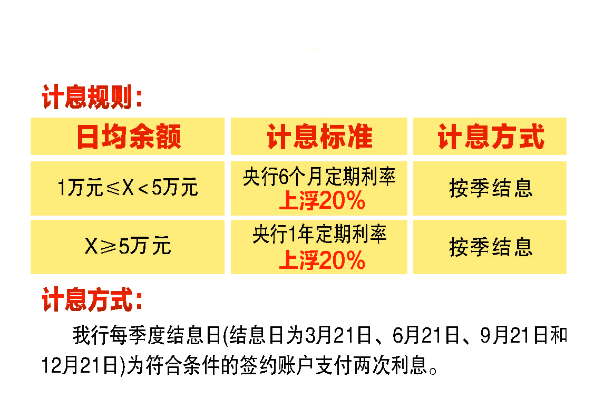 计息规则：
日均余额 计息标准 计息方式
1万元≤X<5万元 央行6个月定期利率 上浮20% 按季结息
X≥5万元 央行1年定期利率 上浮20% 按季结息
计息方式：
我行每季度结息日(结息日为3月21日、6月21日、9月21日和
12月21日)为符合条件的签约账户支付两次利息。